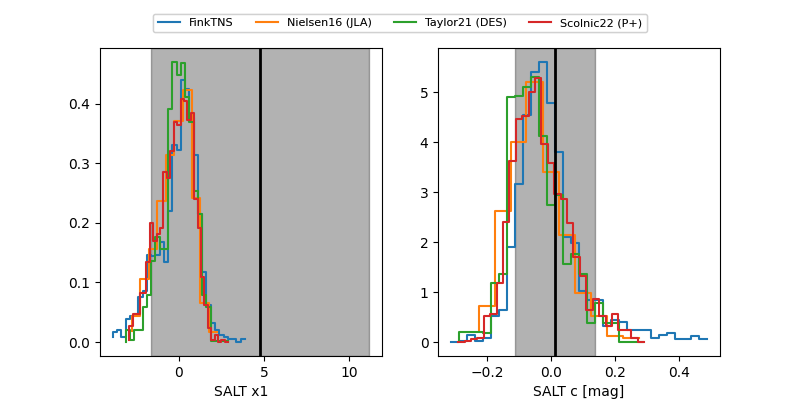 FinkTNS Nielsen16 (JLA) Taylor21 (DES) Scolnic22 (P+)
0.4
0.3
0.2
0.1
0.0
0 5 10
SALT x1
5
4
3
2
1
0
−0.2 0.0 0.2 0.4
SALT c [mag]